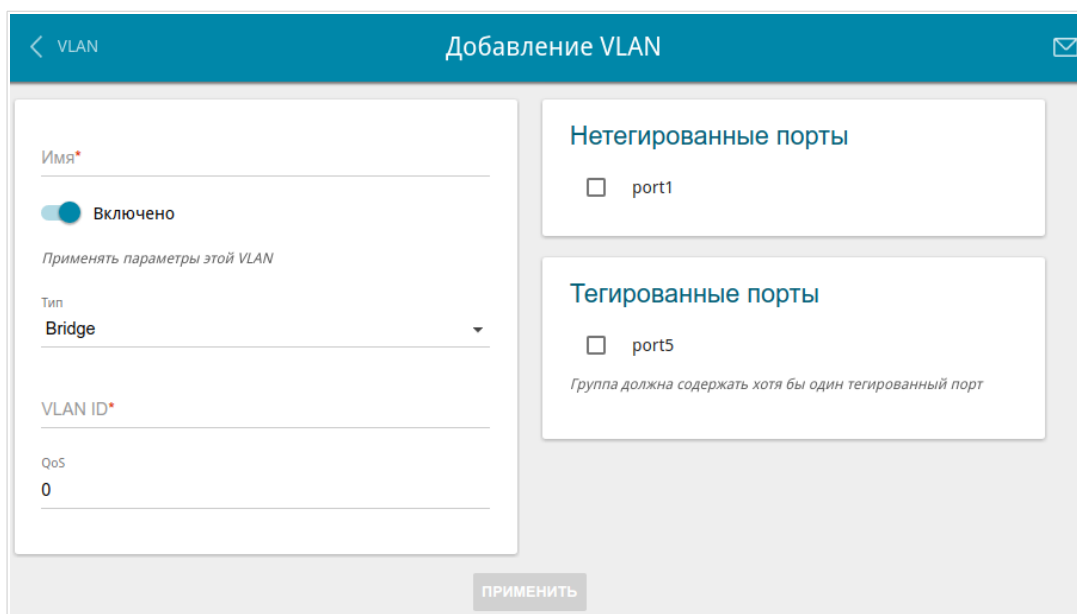 VLAN
Добавление VLAN
Имя*
Включено
Применять параметры этой VLAN
Тип
Bridge
VLAN ID*
QoS
0
Нетегированные порты
port1
Тегированные порты
port5
Группа должна содержать хотя бы один тегированный порт
ПРИМЕНИТЬ